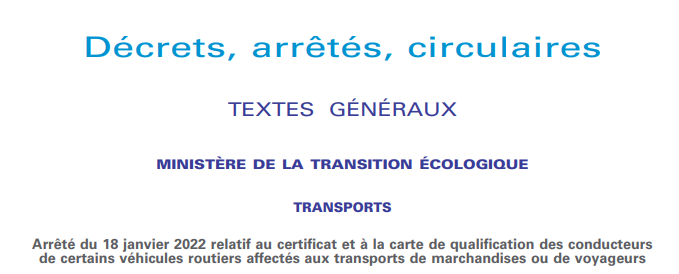 Décrets, arrêtés, circulaires
TEXTES GÉNÉRAUX
MINISTÈRE DE LA TRANSITION ÉCOLOGIQUE
TRANSPORTS
Arrêté du 18 janvier 2022 relatif au certificat et à la carte de qualification des conducteurs
de certains véhicules routiers affectés aux transports de marchandises ou de voyageurs